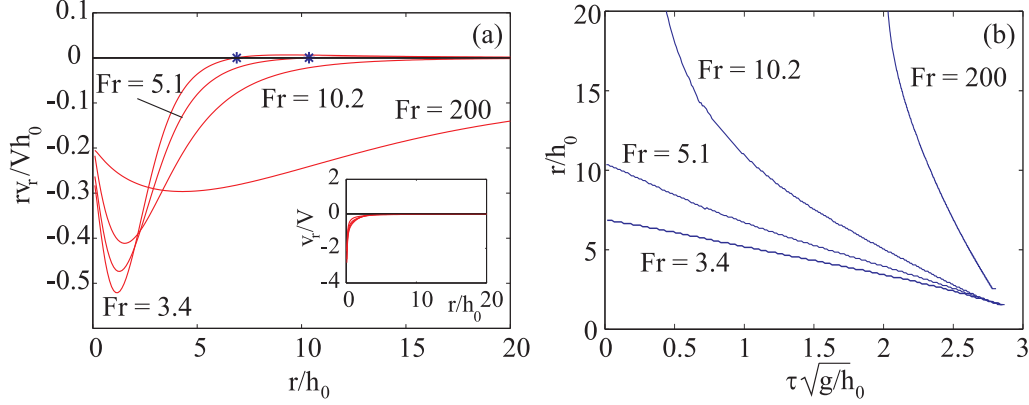 (a)
0.1
0
-0.1
-0.2
-0.3
-0.4
-0.5
rv_r/Vh_0
Fr = 5.1
Fr = 10.2
Fr = 200
Fr = 3.4
0
5
10
15
20
r/h_0
2
0
-2
-4
v_r/V
0
10
20
r/h_0
(b)
20
15
10
5
0
r/h_0
Fr = 10.2
Fr = 200
Fr = 5.1
Fr = 3.4
0.5
1
1.5
2
2.5
3
τ√g/h_0